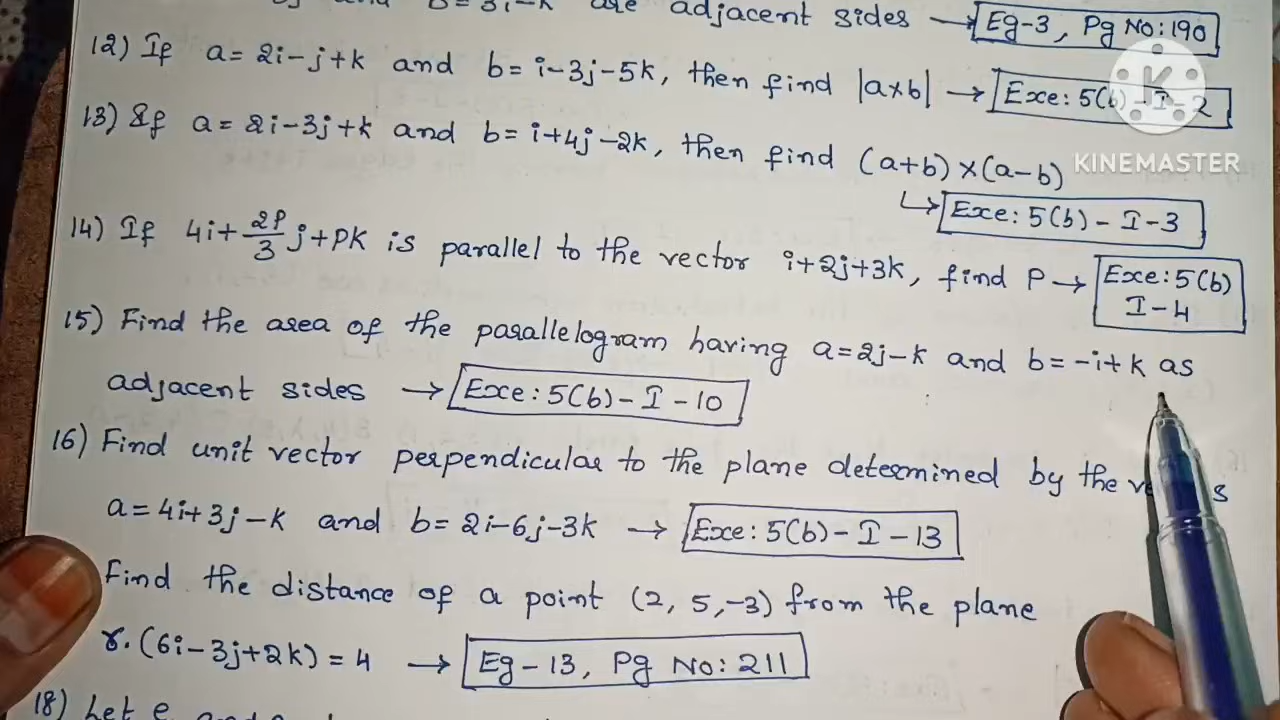 b = 3i - k are adjacent sides → Eg-3, Pg No: 190
12) If a = 2i - j + k and b = i - 3j - 5k, then find |a×b| → Exe: 5(b) - I - 2
13) If a = 2i - 3j + k and b = i + 4j - 2k, then find (a+b) × (a-b)
KINEMASTER
↳ Exe: 5(b) - I - 3
14) If 4i + 2P/3 j + Pk is parallel to the vector i + 2j + 3k, find P → Exe: 5(b)
I - 4
15) Find the area of the parallelogram having a = 2j - k and b = -i + k as
adjacent sides → Exe: 5(b) - I - 10
16) Find unit vector perpendicular to the plane determined by the
a = 4i + 3j - k and b = 2i - 6j - 3k → Exe: 5(b) - I - 13
Find the distance of a point (2, 5, -3) from the plane
r. (6i - 3j + 2k) = 4 → Eg - 13, Pg No: 211
18) Let e